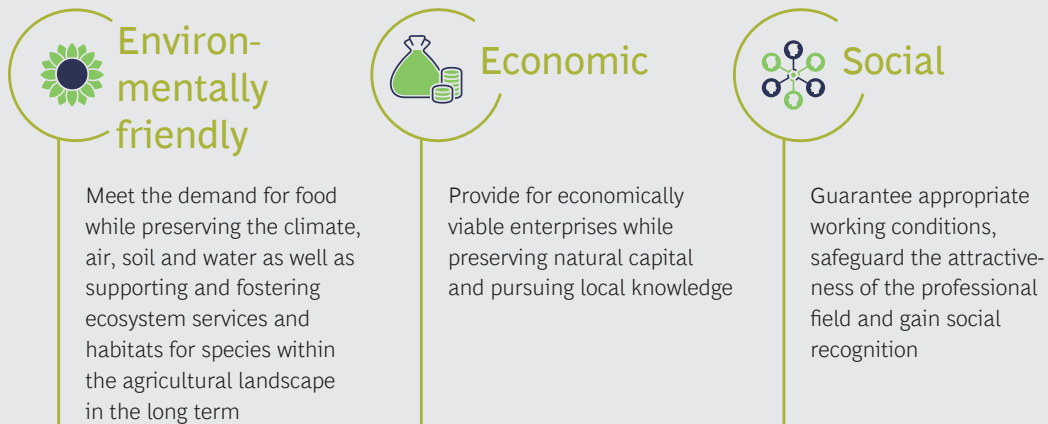 Environ-
mentally
friendly
Meet the demand for food
while preserving the climate,
air, soil and water as well as
supporting and fostering
ecosystem services and
habitats for species within
the agricultural landscape
in the long term
Economic
Provide for economically
viable enterprises while
preserving natural capital
and pursuing local knowledge
Social
Guarantee appropriate
working conditions,
safeguard the attractive-
ness of the professional
field and gain social
recognition